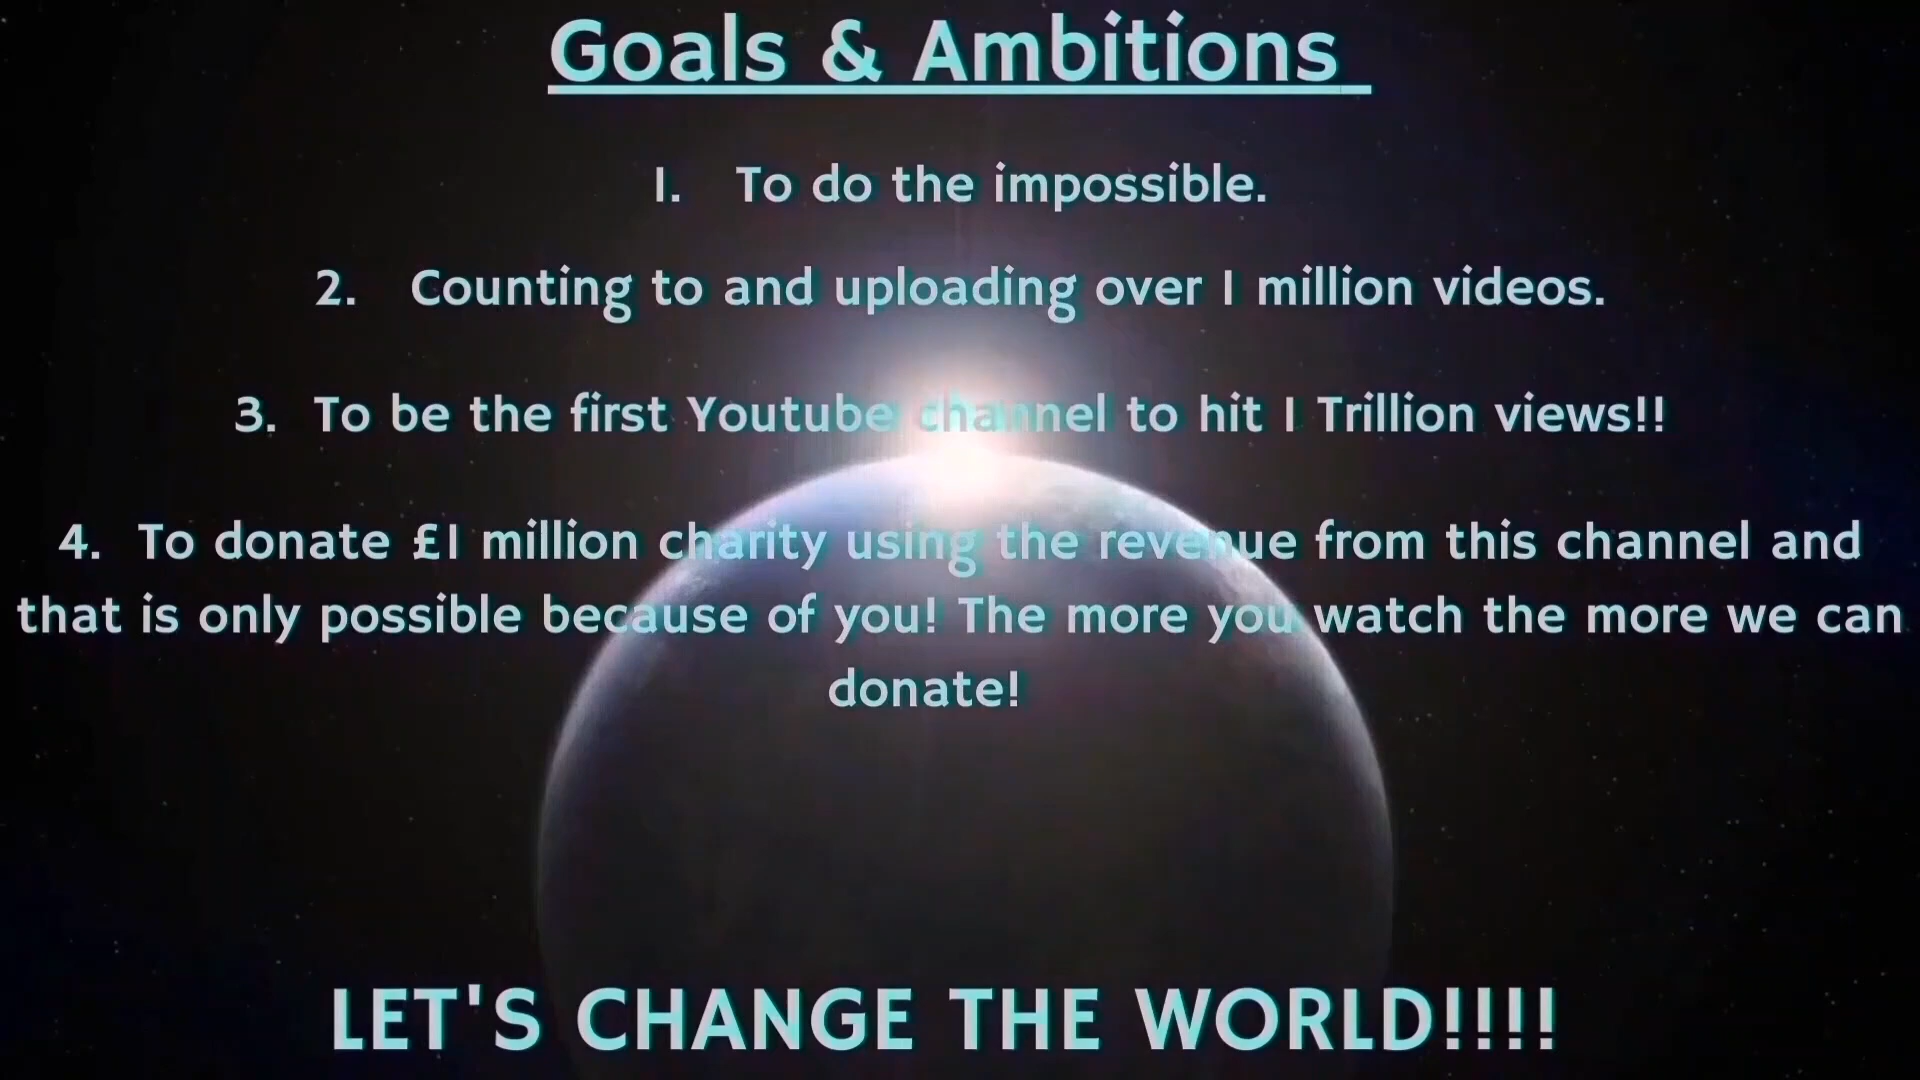 Goals & Ambitions
1. To do the impossible.
2. Counting to and uploading over 1 million videos.
3. To be the first Youtube channel to hit 1 Trillion views!!
4. To donate £1 million charity using the revenue from this channel and
that is only possible because of you! The more you watch the more we can
donate!
LET'S CHANGE THE WORLD!!!!